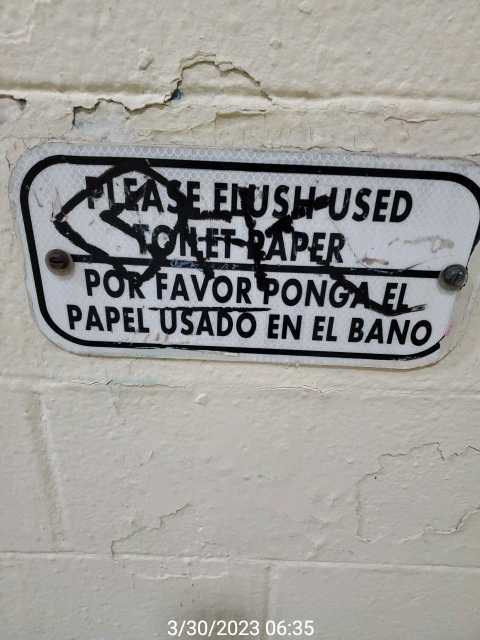 PLEASE FLUSH USED
TOILET PAPER
POR FAVOR PONGA EL
PAPEL USADO EN EL BANO
3/30/2023 06:35